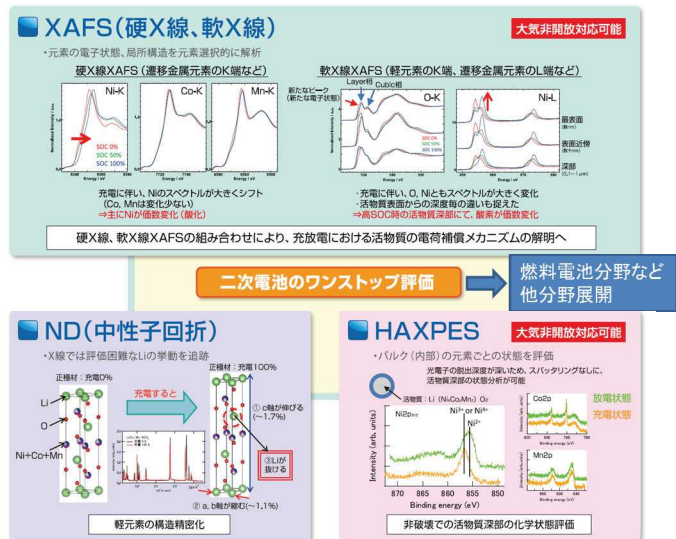 XAFS（硬X線、軟X線）
大気非開放対応可能
・元素の電子状態、局所構造を元素選択的に解析
硬X線XAFS（遷移金属元素のK端など）
軟X線XAFS（軽元素のK端、遷移金属元素のL端など）
Ni-K
Co-K
Mn-K
SOC 0%
SOC 50%
SOC 100%
新たなピーク
（新たな電子状態）
Layer相
Cubic相
O-K
Ni-L
最表面
表面近傍
深部
充電に伴い、Niのスペクトルが大きくシフト
（Co, Mnは変化少ない）
⇒主にNiが価数変化（酸化）
・充電に伴い、O, Niともスペクトルが大きく変化
・活物質表面からの深度毎の違いも捉えた
⇒高SOC時の活物質深部にて、酸素が価数変化
硬X線、軟X線XAFSの組み合わせにより、充放電における活物質の電荷補償メカニズムの解明へ
二次電池のワンストップ評価
燃料電池分野など
他分野展開
ND（中性子回折）
・X線では評価困難なLiの挙動を追跡
正極材：充電0%
正極材：充電100%
充電すると
Li
O
Ni+Co+Mn
① c軸が伸びる
（～1.7%）
③Liが
抜ける
② a, b軸が縮む（～1.1%）
軽元素の構造精密化
HAXPES
大気非開放対応可能
・バルク（内部）の元素ごとの状態を評価
光電子の脱出深度が深いため、スパッタリングなしに、
活物質深部の状態分析が可能
Ni2p3/2
Ni³⁺ or Ni⁴⁺
Ni²⁺
Intensity (arb, units)
870 865 860 855 850
Binding energy (eV)
Co2p
放電状態
充電状態
Mn2p
Intensity (arb, units)
Binding energy (eV)
非破壊での活物質深部の化学状態評価